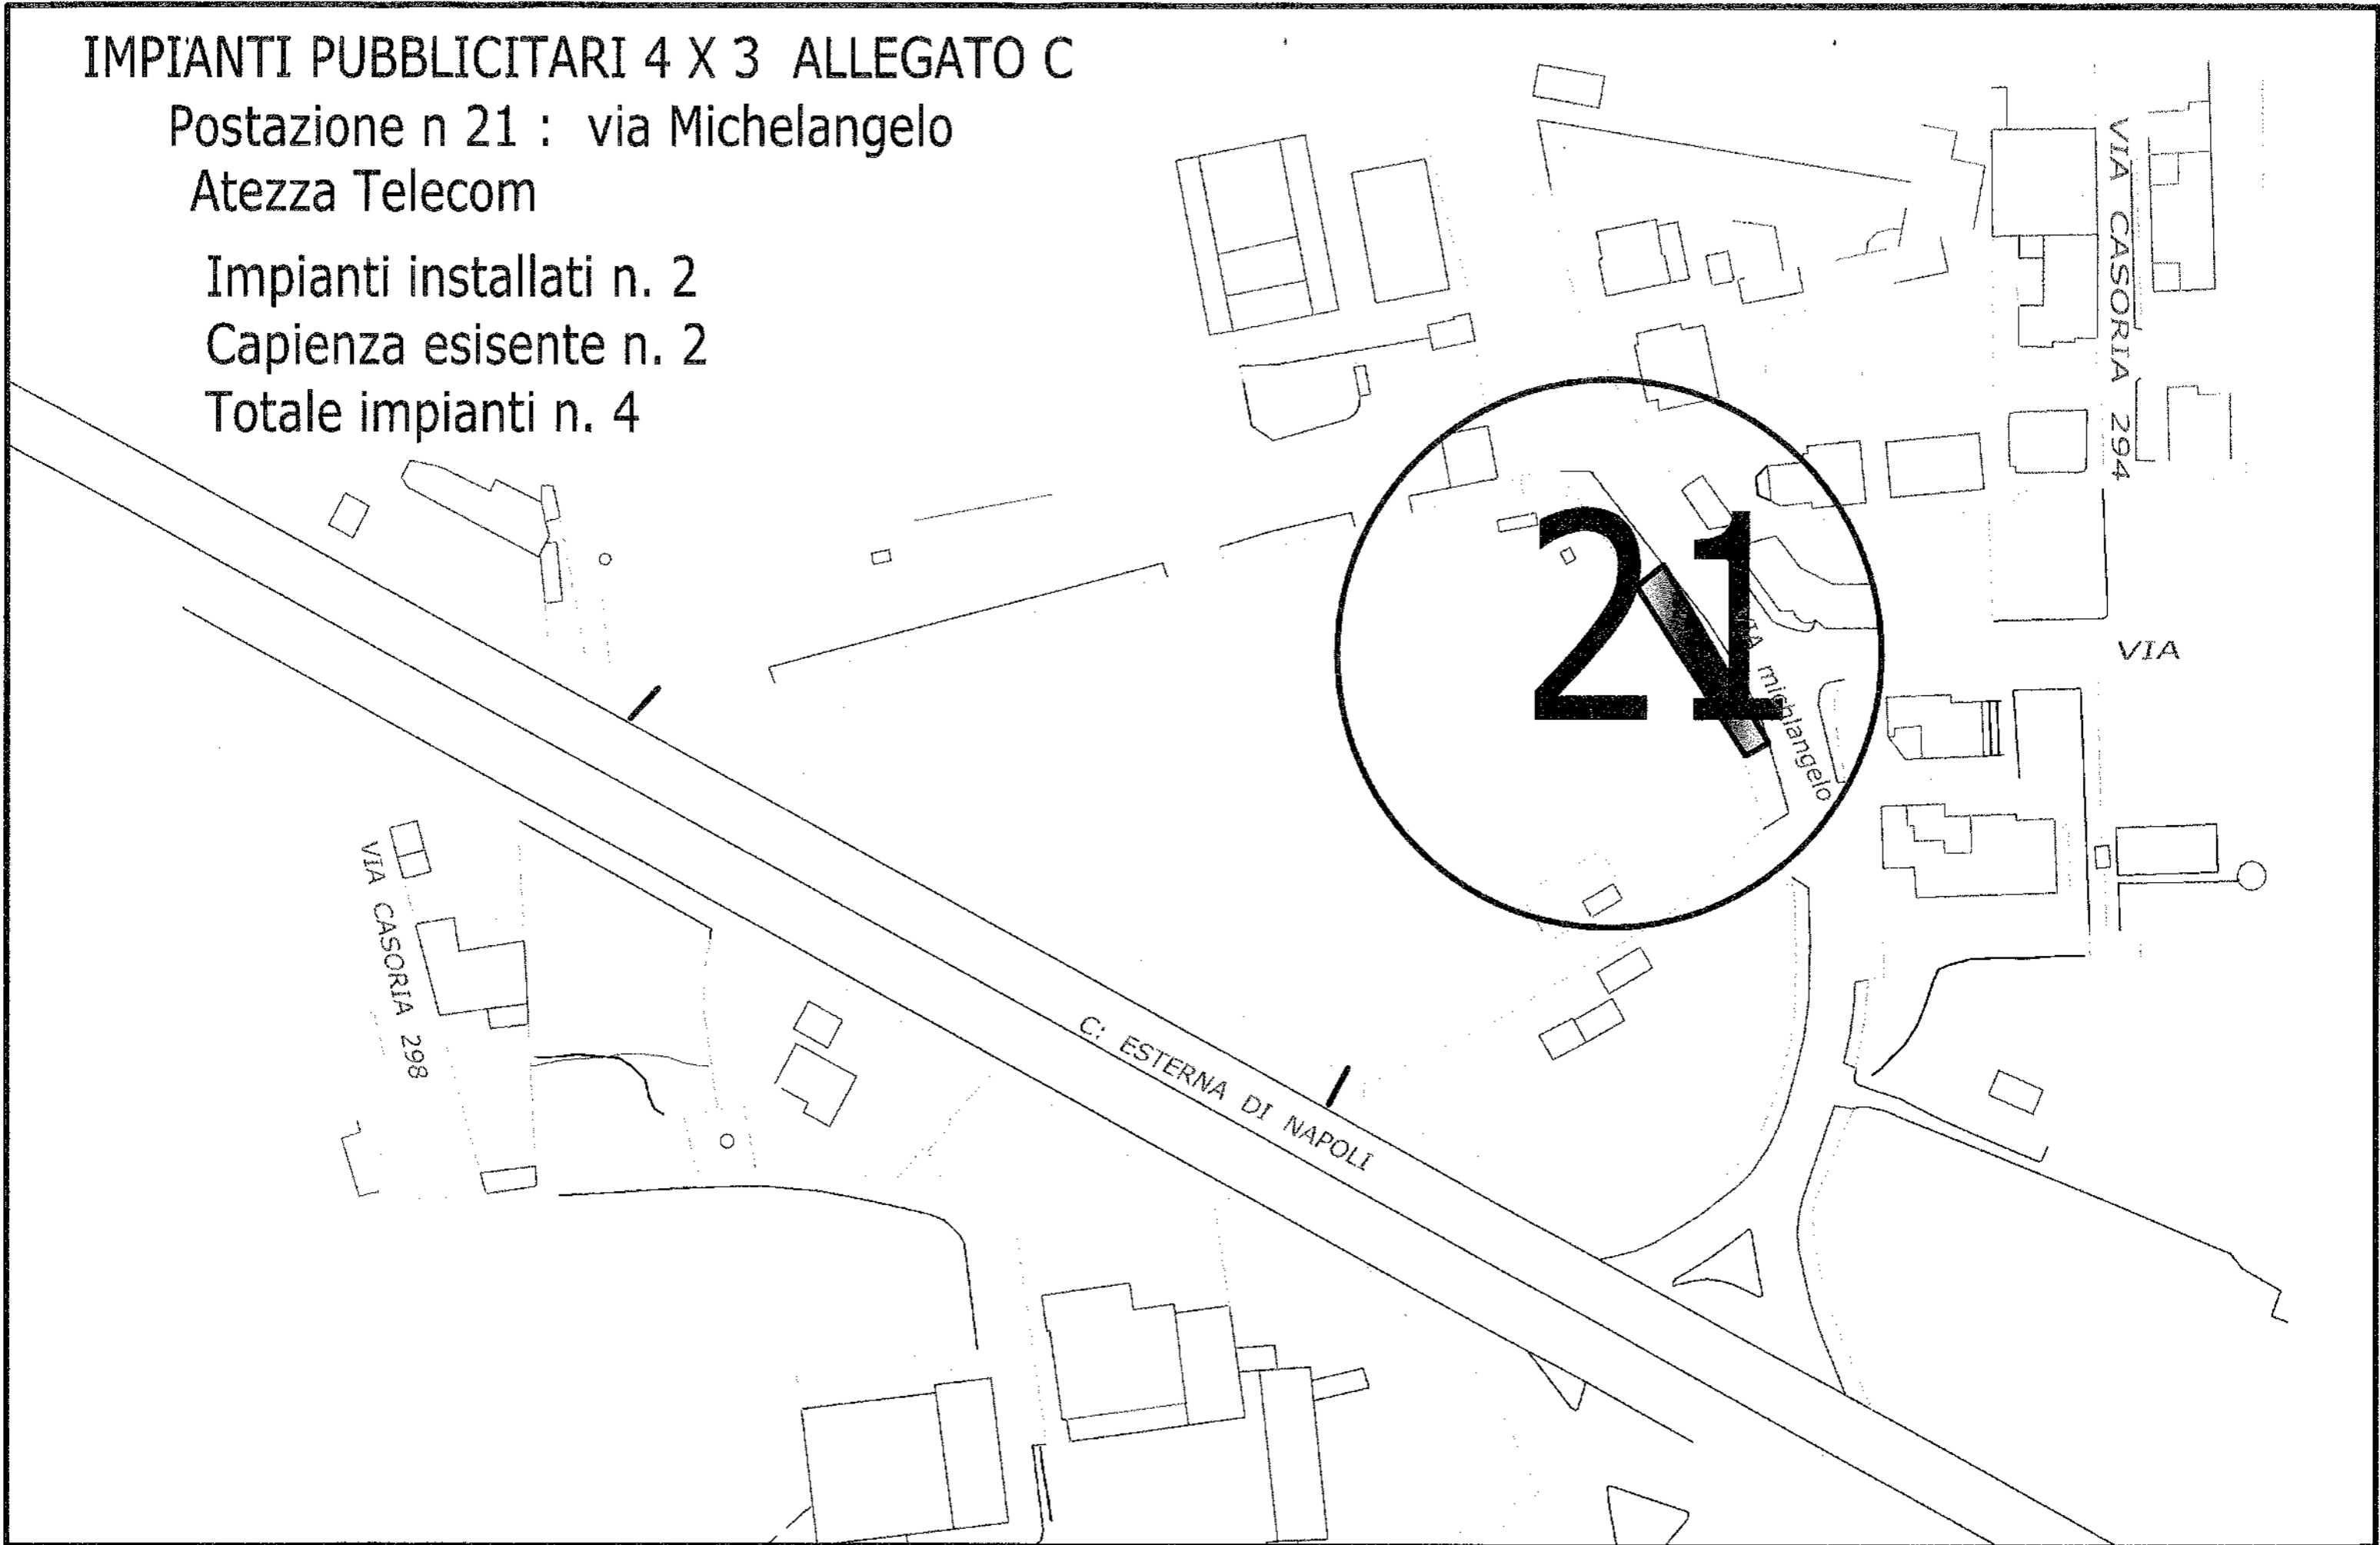 IMPIANTI PUBBLICITARI 4 X 3 ALLEGATO C
Postazione n 21 : via Michelangelo
Atezza Telecom
Impianti installati n. 2
Capienza esisente n. 2
Totale impianti n. 4
VIA CASORIA 294
21
VIA michlangelo
VIA
VIA CASORIA 298
C: ESTERNA DI NAPOLI